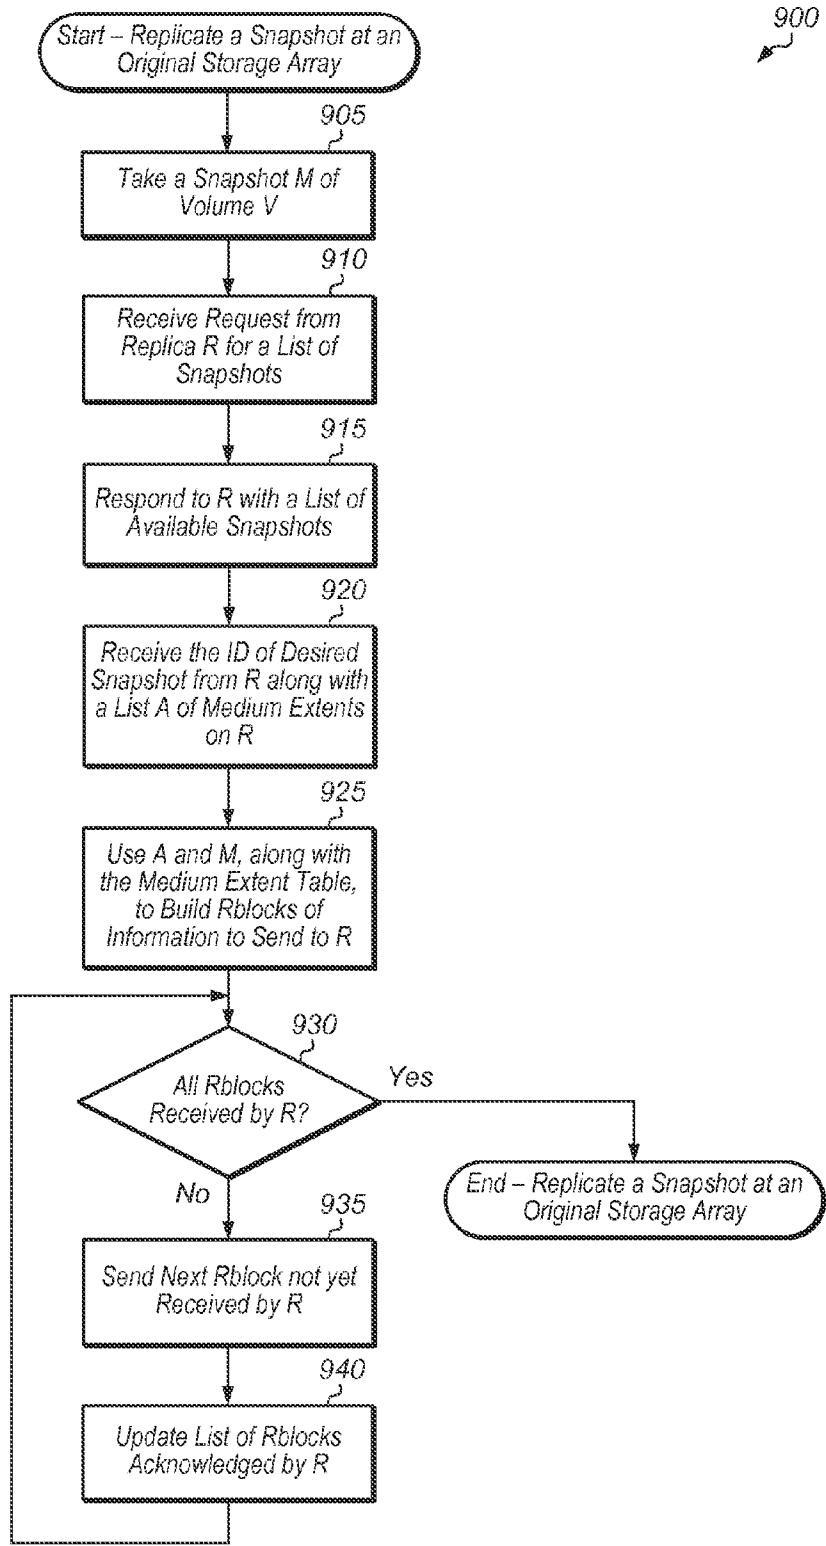 900
Start – Replicate a Snapshot at an
Original Storage Array
905
Take a Snapshot M of
Volume V
910
Receive Request from
Replica R for a List of
Snapshots
915
Respond to R with a List of
Available Snapshots
920
Receive the ID of Desired
Snapshot from R along with
a List A of Medium Extents
on R
925
Use A and M, along with
the Medium Extent Table,
to Build Rblocks of
Information to Send to R
930
All Rblocks
Received by R?
Yes
End – Replicate a Snapshot at an
Original Storage Array
No
935
Send Next Rblock not yet
Received by R
940
Update List of Rblocks
Acknowledged by R